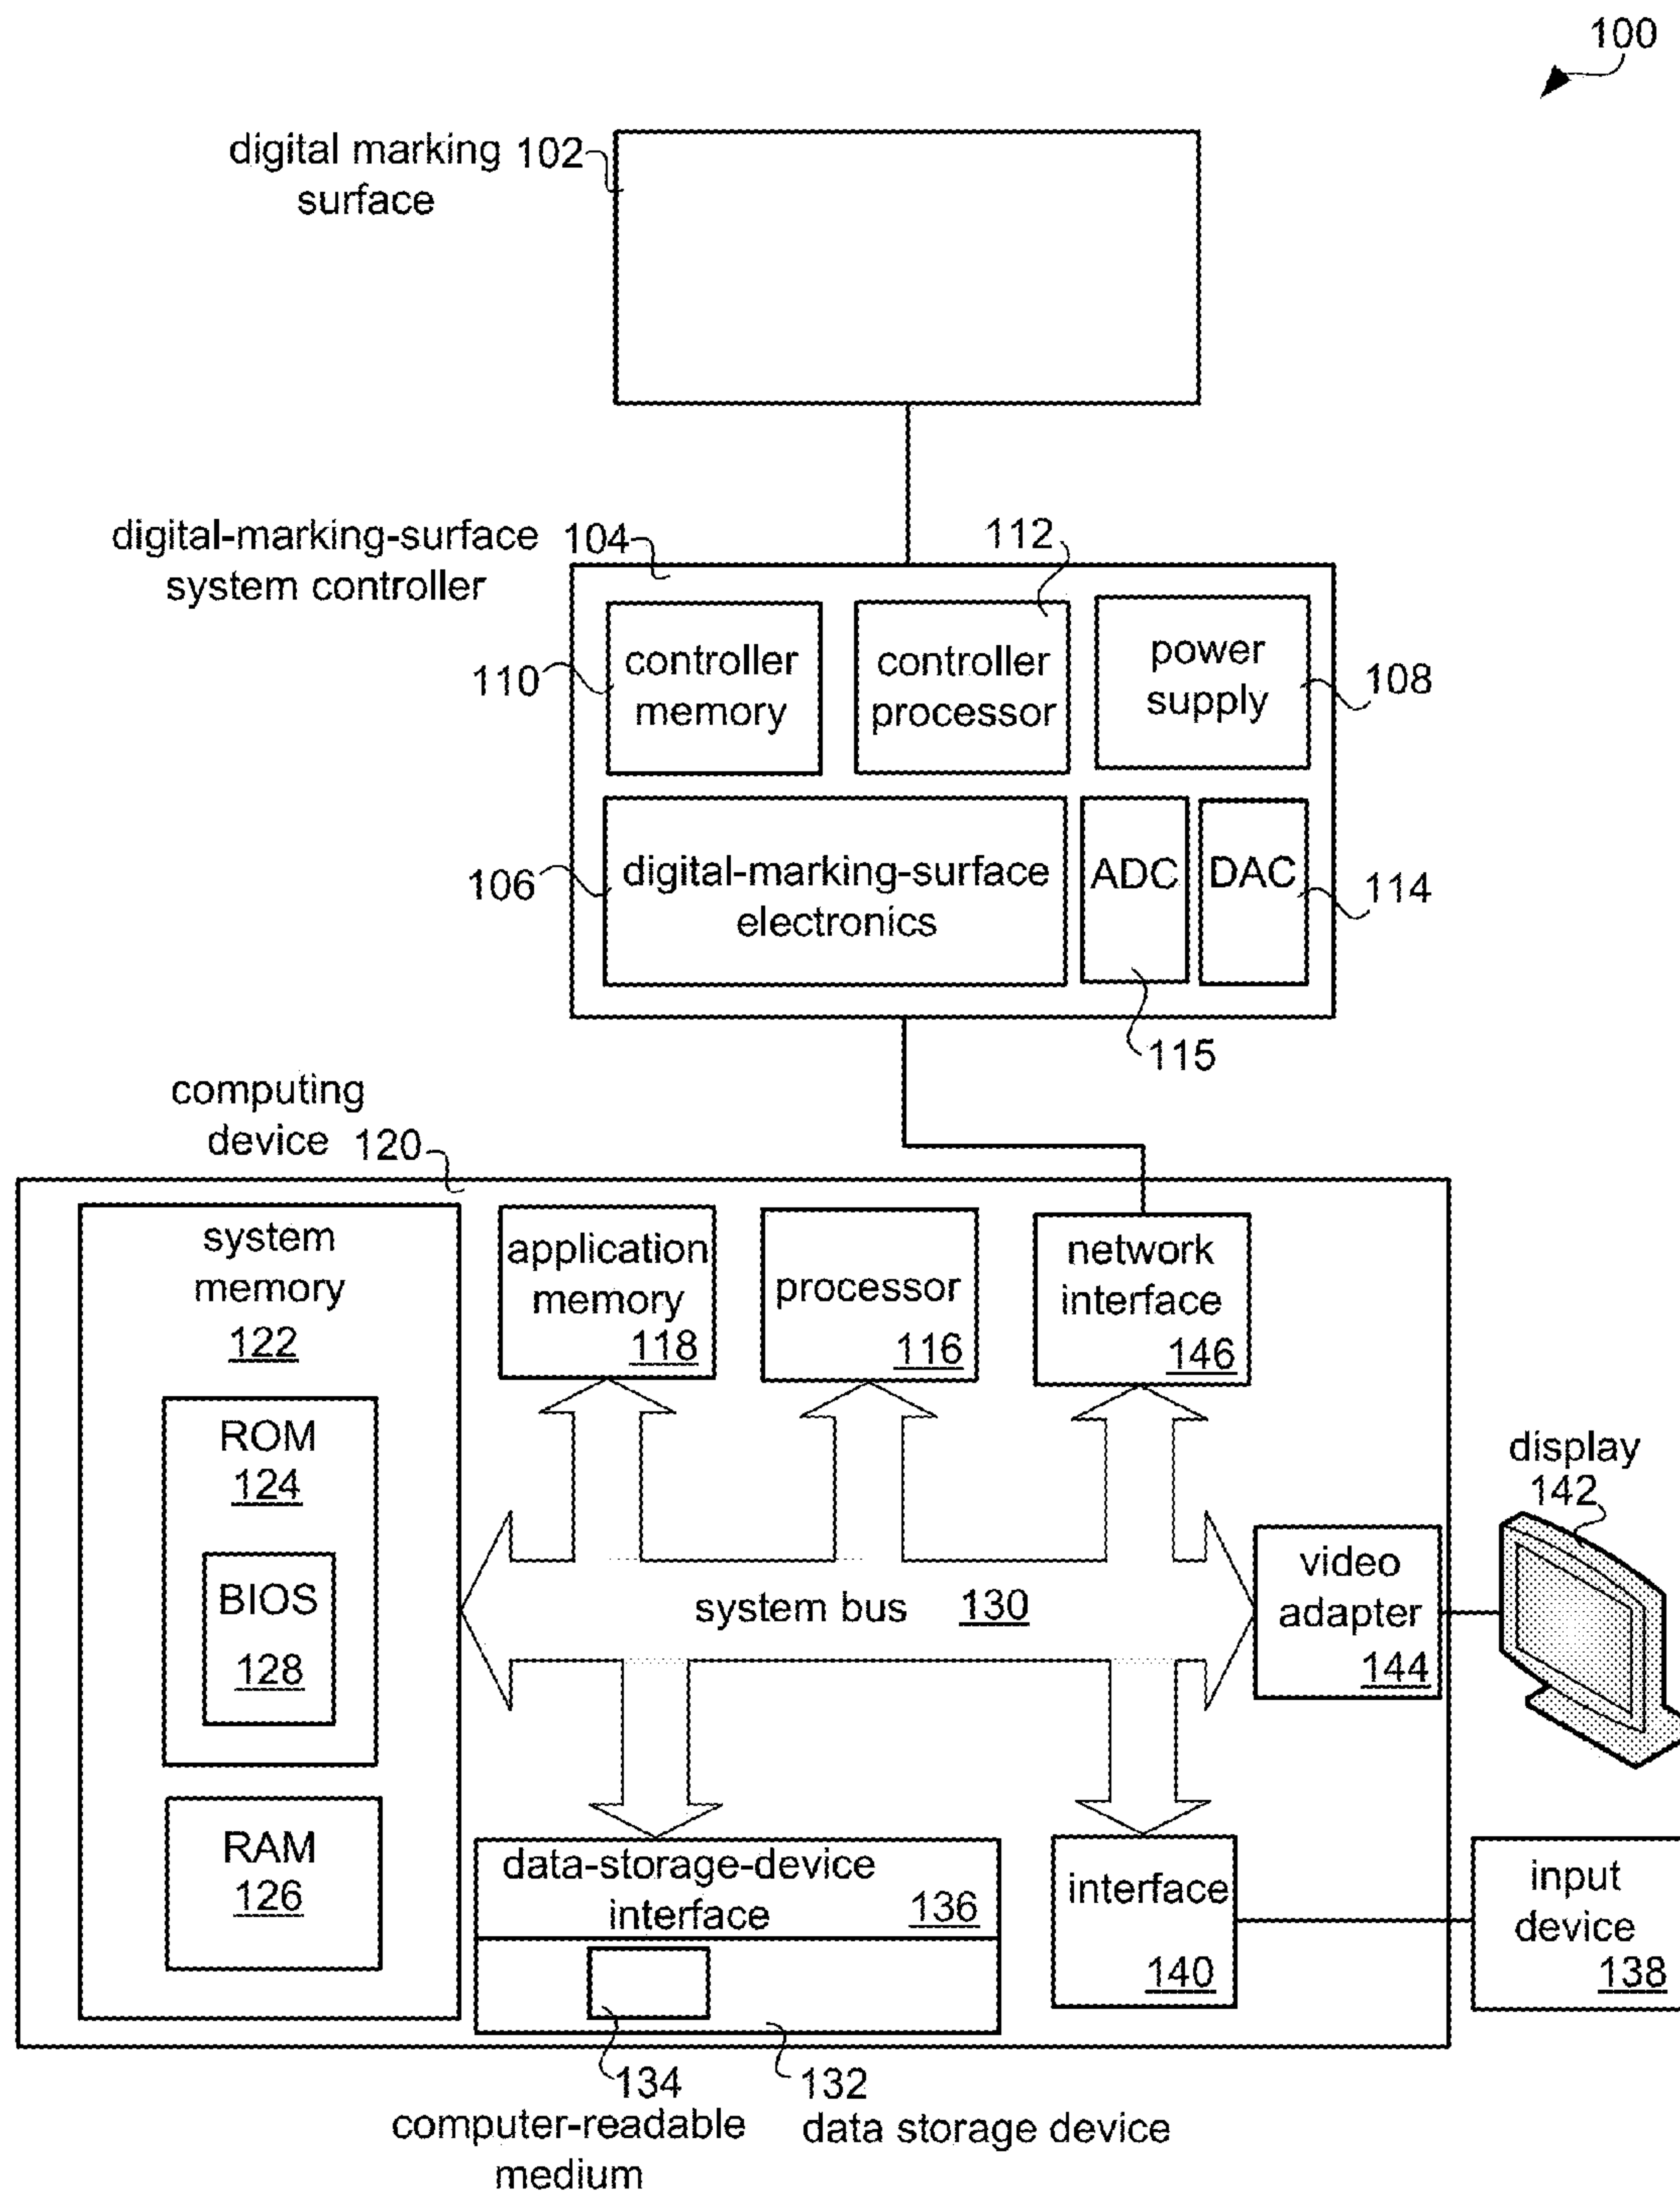 100
digital marking 102
surface
digital-marking-surface 104
system controller
112
110
controller
memory
controller
processor
power
supply
108
106
digital-marking-surface
electronics
ADC
DAC
114
115
computing
device 120
system
memory
122
ROM
124
BIOS
128
RAM
126
application
memory
118
processor
116
network
interface
146
system bus 130
video
adapter
144
display
142
data-storage-device
interface 136
interface
140
input
device
138
134
computer-readable
medium
132
data storage device